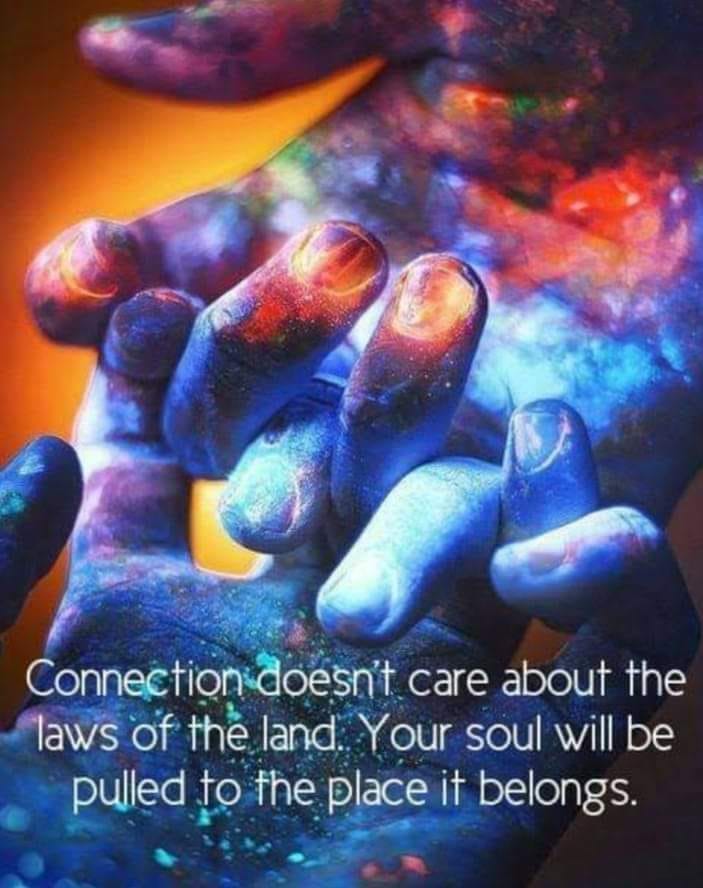 Connection doesn't care about the
laws of the land. Your soul will be
pulled to the place it belongs.